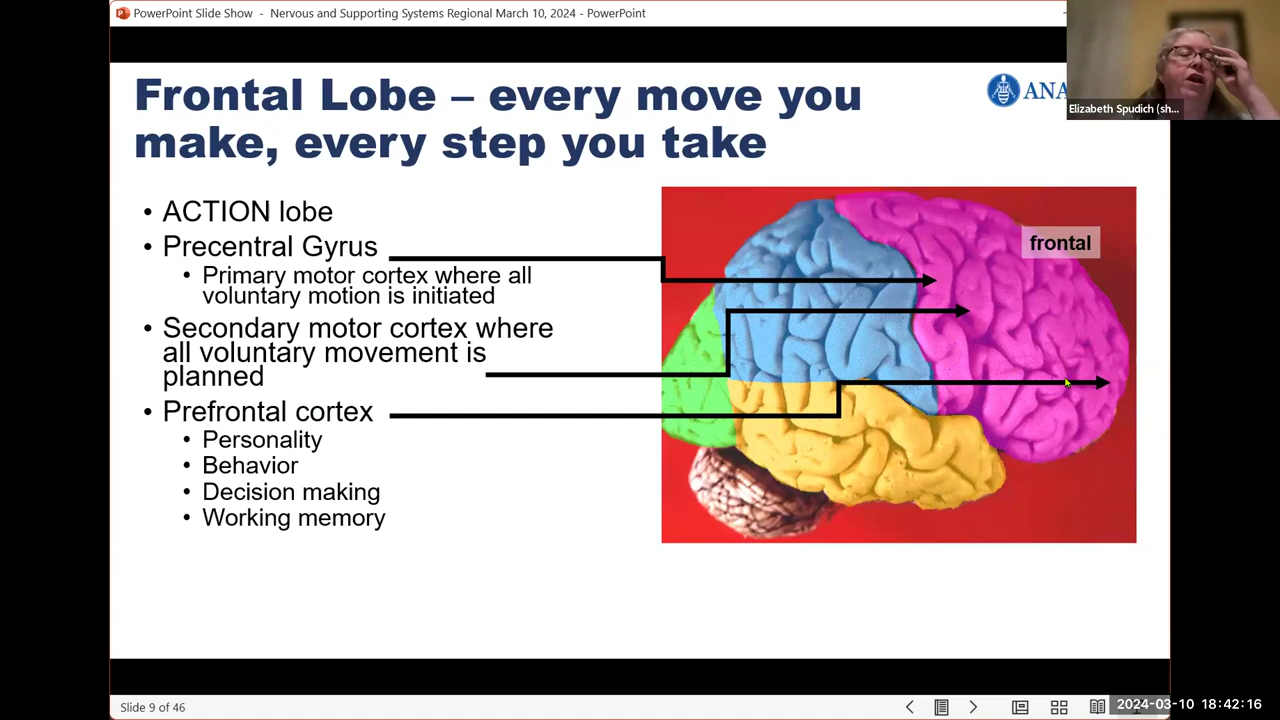 PowerPoint Slide Show - Nervous and Supporting Systems Regional March 10, 2024 - PowerPoint
Frontal Lobe – every move you
make, every step you take
ANA
Elizabeth Spudich (sh...
• ACTION lobe
• Precentral Gyrus
• Primary motor cortex where all
voluntary motion is initiated
• Secondary motor cortex where
all voluntary movement is
planned
• Prefrontal cortex
• Personality
• Behavior
• Decision making
• Working memory
frontal
Slide 9 of 46
2024-03-10 18:42:16